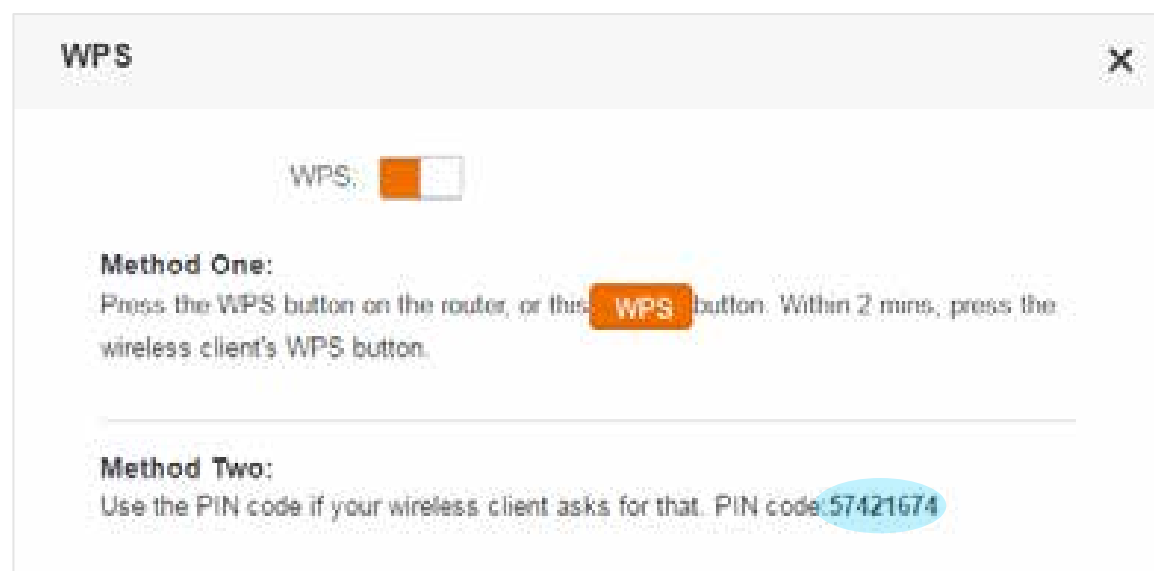 WPS
WPS:
Method One:
Press the WPS button on the router, or this WPS button. Within 2 mins, press the
wireless client's WPS button.
Method Two:
Use the PIN code if your wireless client asks for that. PIN code:57421674